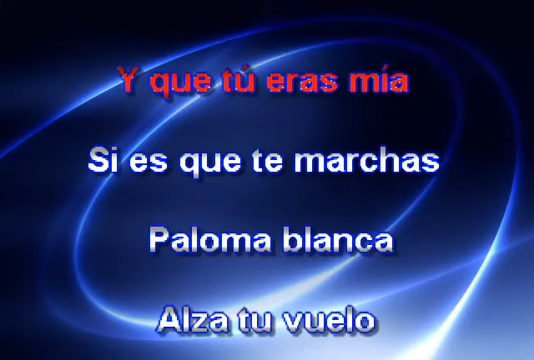 Y que tú eras mía
Si es que te marchas
Paloma blanca
Alza tu vuelo